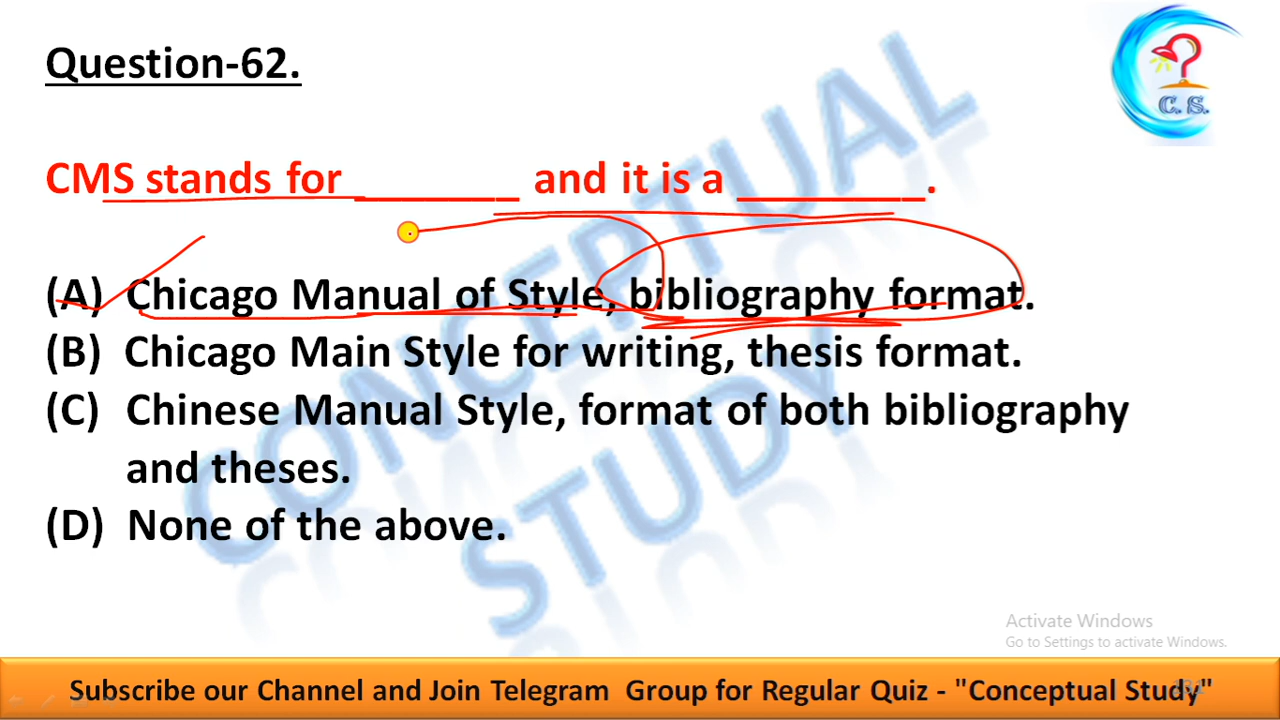 Question-62.
C. S.
CMS stands for _______ and it is a ________.
(A) Chicago Manual of Style, bibliography format.
(B) Chicago Main Style for writing, thesis format.
(C) Chinese Manual Style, format of both bibliography
and theses.
(D) None of the above.
CONCEPTUAL
STUDY
Activate Windows
Go to Settings to activate Windows.
Subscribe our Channel and Join Telegram Group for Regular Quiz - "Conceptual Study"